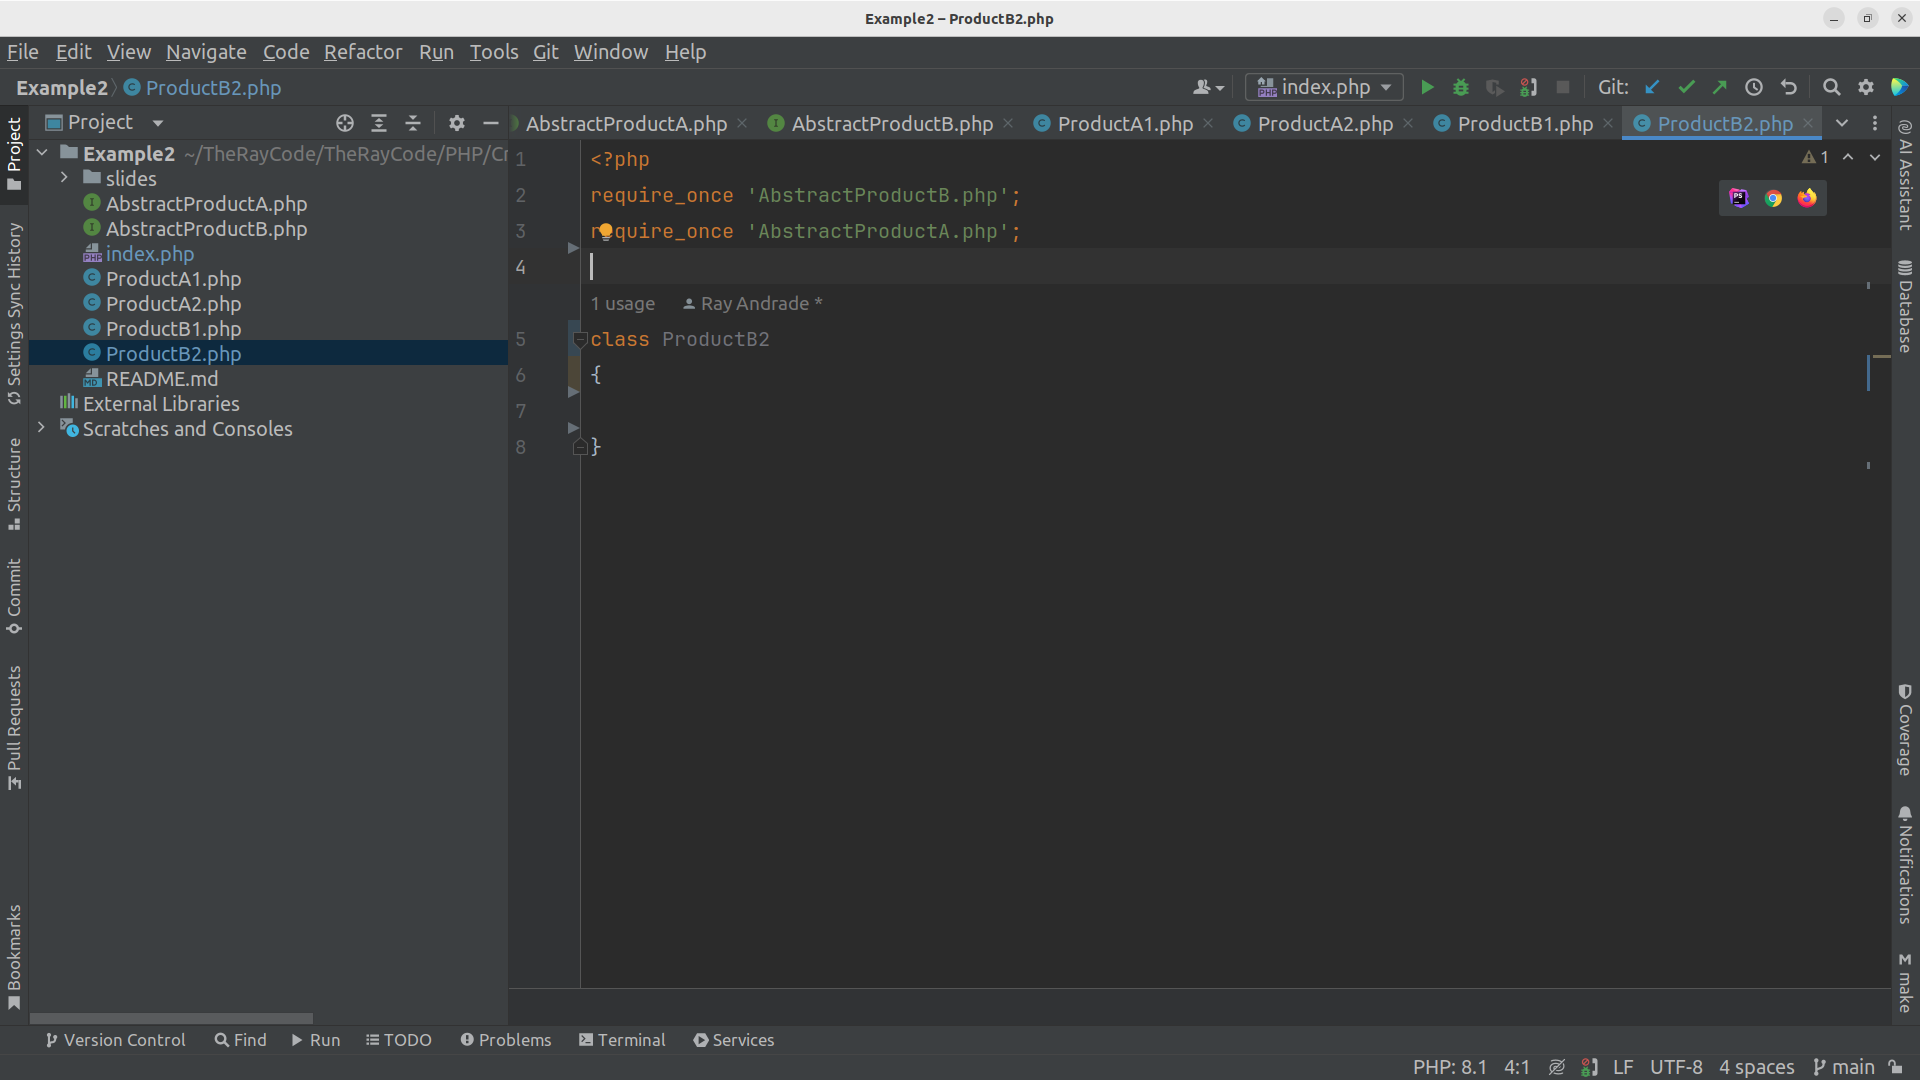 Example2 – ProductB2.php
File Edit View Navigate Code Refactor Run Tools Git Window Help
Example2 ProductB2.php
index.php
Git:
Project
AbstractProductA.php
AbstractProductB.php
ProductA1.php
ProductA2.php
ProductB1.php
ProductB2.php
Example2 ~/TheRayCode/TheRayCode/PHP/Cr
slides
AbstractProductA.php
AbstractProductB.php
index.php
ProductA1.php
ProductA2.php
ProductB1.php
ProductB2.php
README.md
External Libraries
Scratches and Consoles
1 <?php
2 require_once 'AbstractProductB.php';
3 require_once 'AbstractProductA.php';
4
1 usage Ray Andrade *
5 class ProductB2
6 {
7
8 }
1
Project
Settings Sync History
Structure
Commit
Pull Requests
Bookmarks
AI Assistant
Database
Coverage
Notifications
M make
Version Control Find Run TODO Problems Terminal Services
PHP: 8.1 4:1 LF UTF-8 4 spaces main